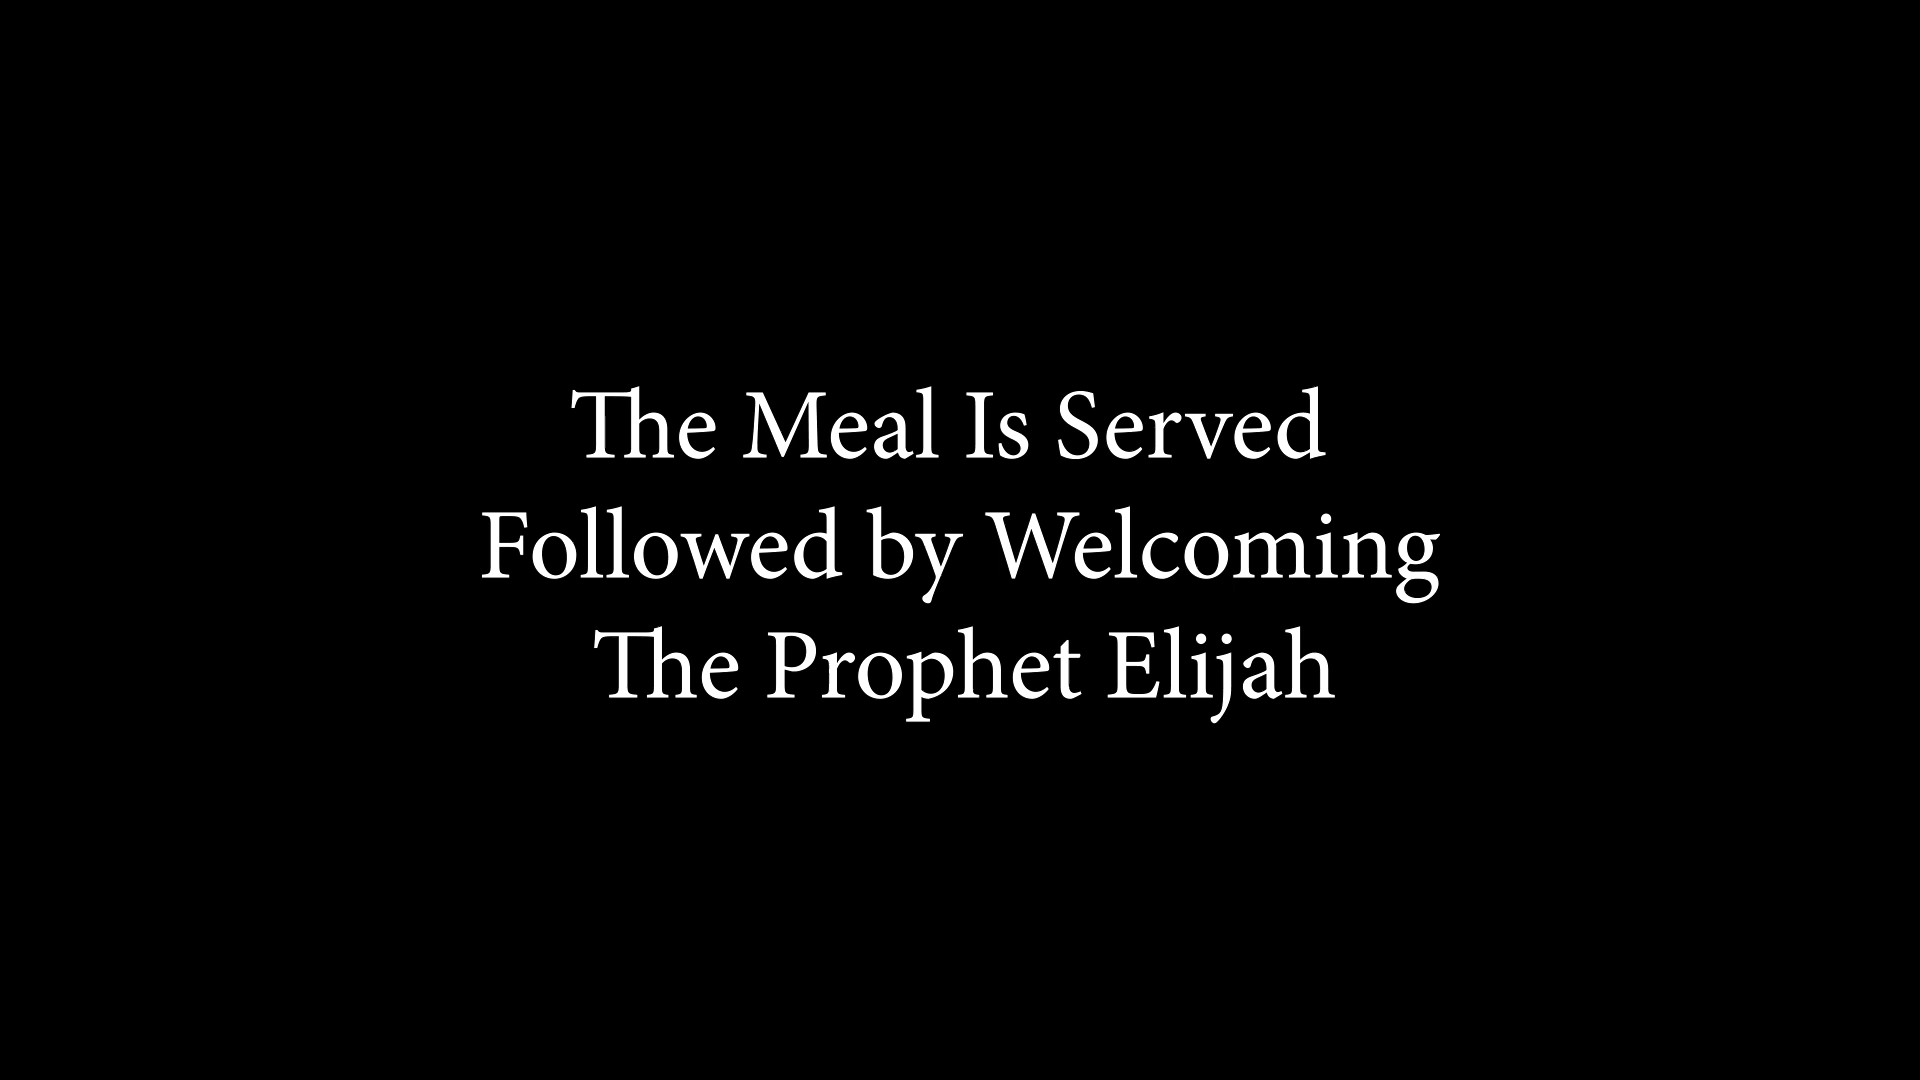 The Meal Is Served
Followed by Welcoming
The Prophet Elijah